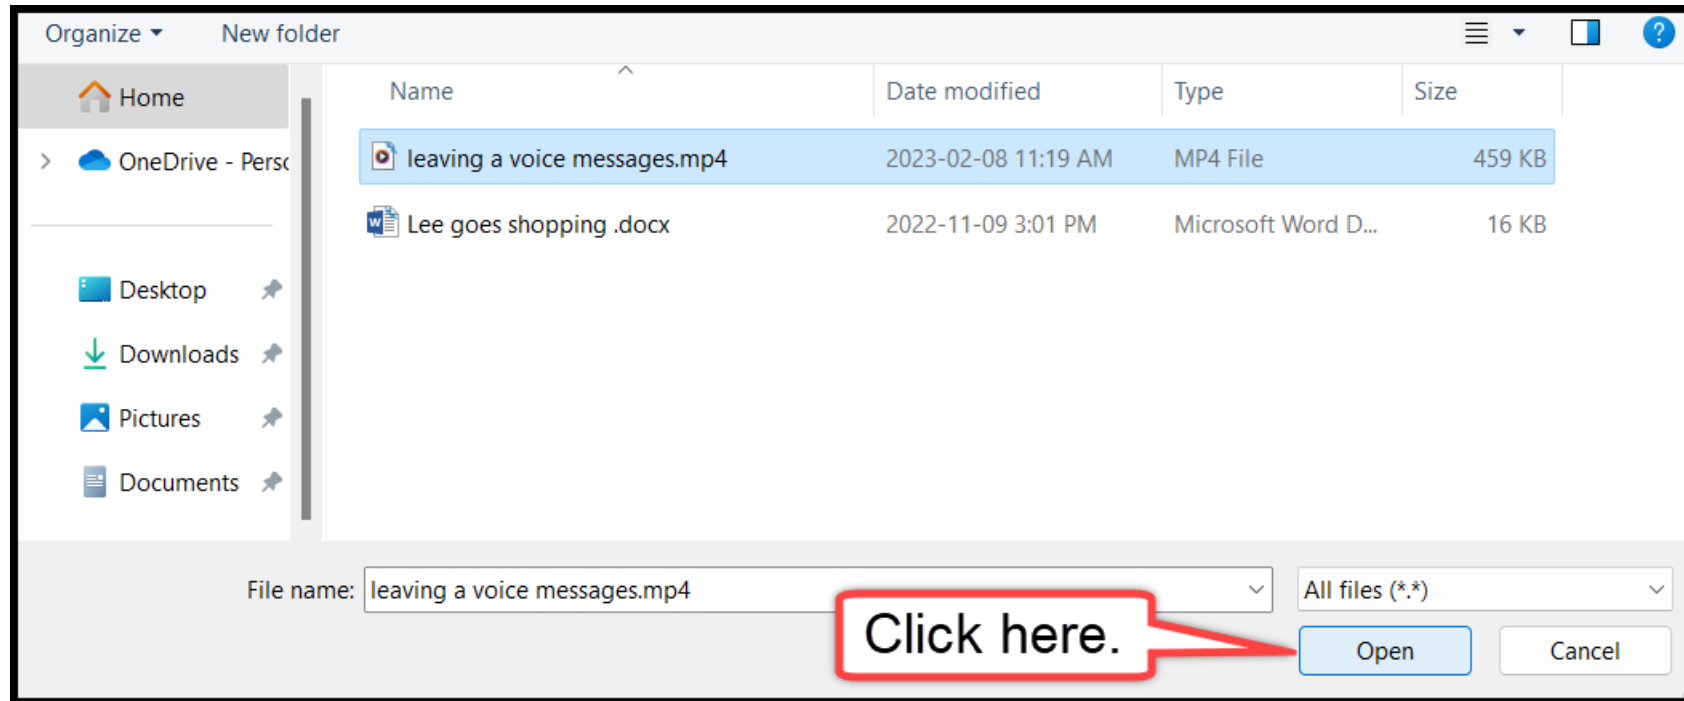 Organize New folder
Home
OneDrive - Perso
Desktop
Downloads
Pictures
Documents
Name Date modified Type Size
leaving a voice messages.mp4 2023-02-08 11:19 AM MP4 File 459 KB
Lee goes shopping .docx 2022-11-09 3:01 PM Microsoft Word D... 16 KB
File name: leaving a voice messages.mp4 All files (*.*)
Click here.
Open Cancel